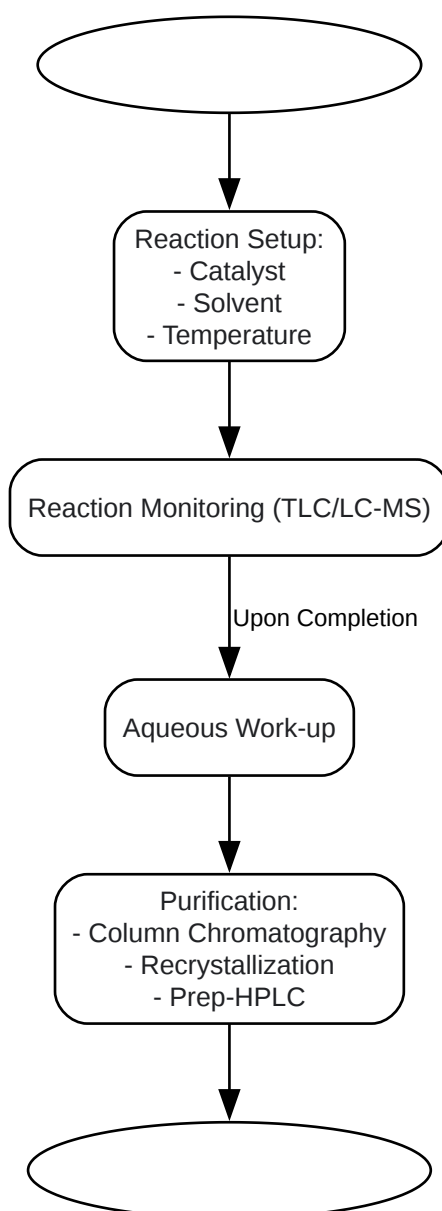 Reaction Setup:
- Catalyst
- Solvent
- Temperature
Reaction Monitoring (TLC/LC-MS)
Upon Completion
Aqueous Work-up
Purification:
- Column Chromatography
- Recrystallization
- Prep-HPLC